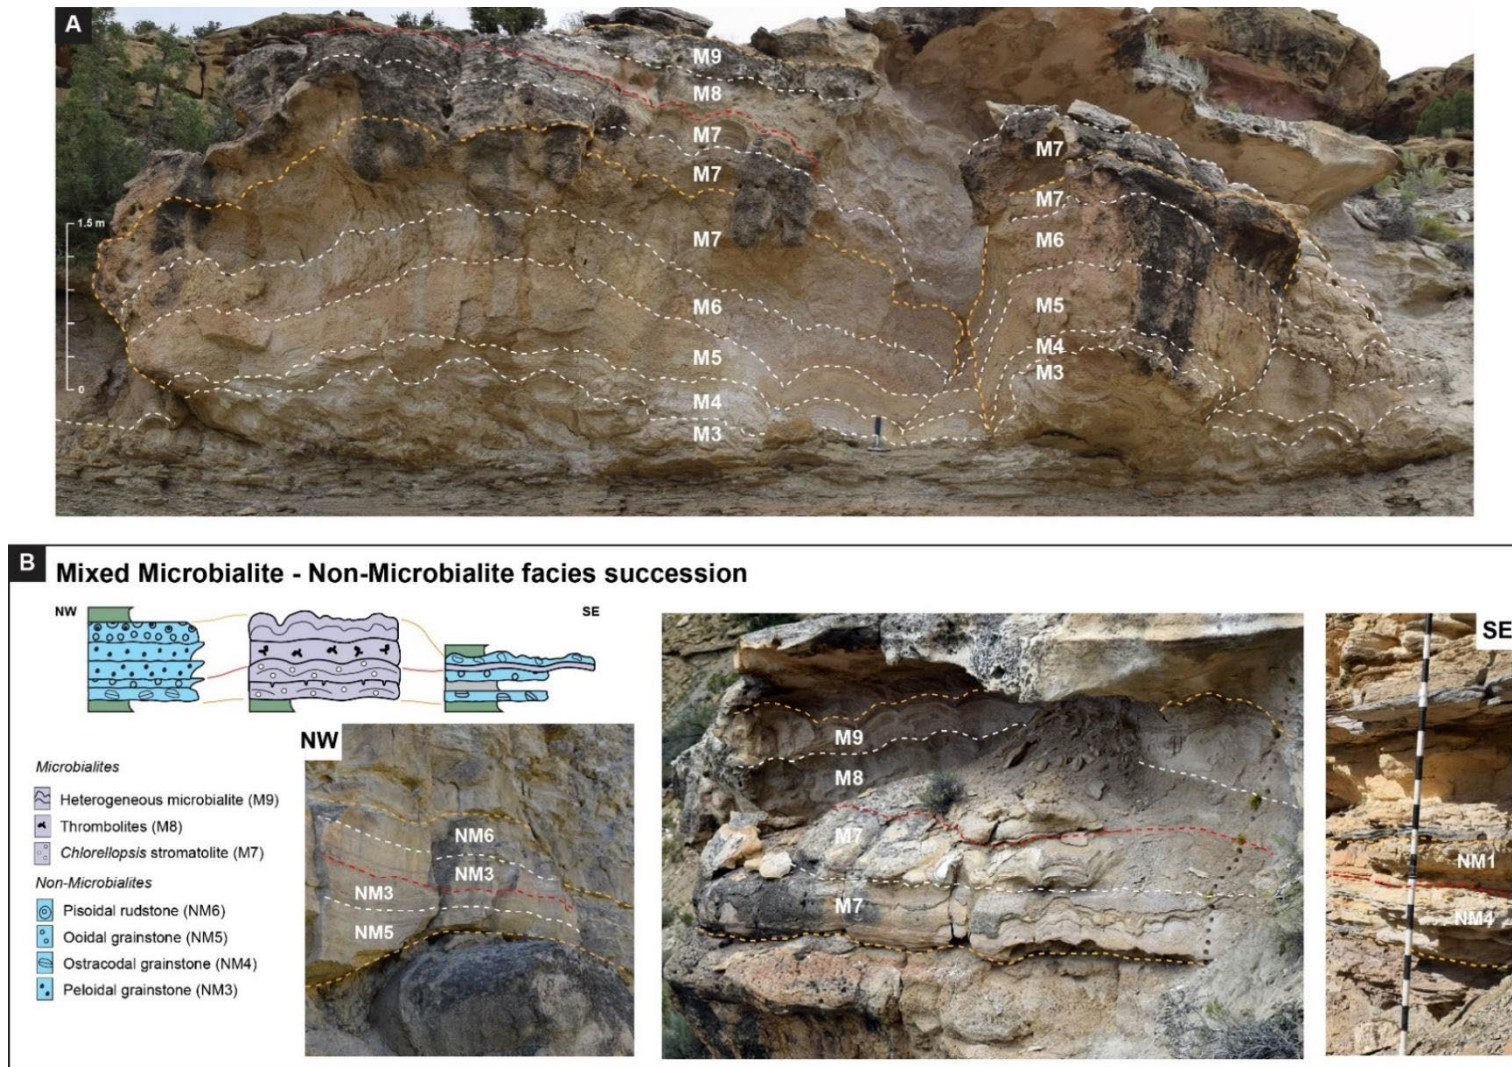 A
M9
M8
M7
M7
M7
M6
M5
M4
M3
M7
M7
M6
M5
M4
M3
1.5 m
0
B
Mixed Microbialite - Non-Microbialite facies succession
NW
SE
Microbialites
Heterogeneous microbialite (M9)
Thrombolites (M8)
Chlorellopsis stromatolite (M7)
Non-Microbialites
Pisoidal rudstone (NM6)
Ooidal grainstone (NM5)
Ostracodal grainstone (NM4)
Peloidal grainstone (NM3)
NW
NM6
NM3
NM3
NM5
M9
M8
M7
M7
SE
NM1
NM4